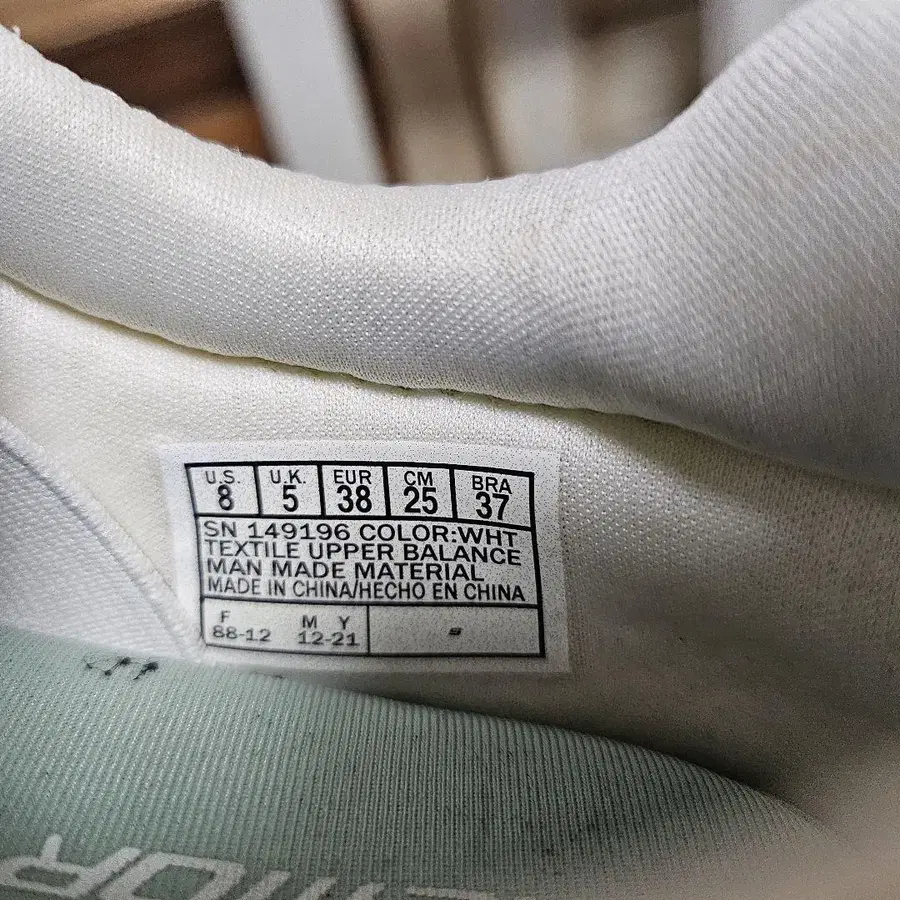 U.S. U.K. EUR CM BRA
8 5 38 25 37
SN 149196 COLOR:WHT
TEXTILE UPPER BALANCE
MAN MADE MATERIAL
MADE IN CHINA/HECHO EN CHINA
F M Y
88-12 12-21